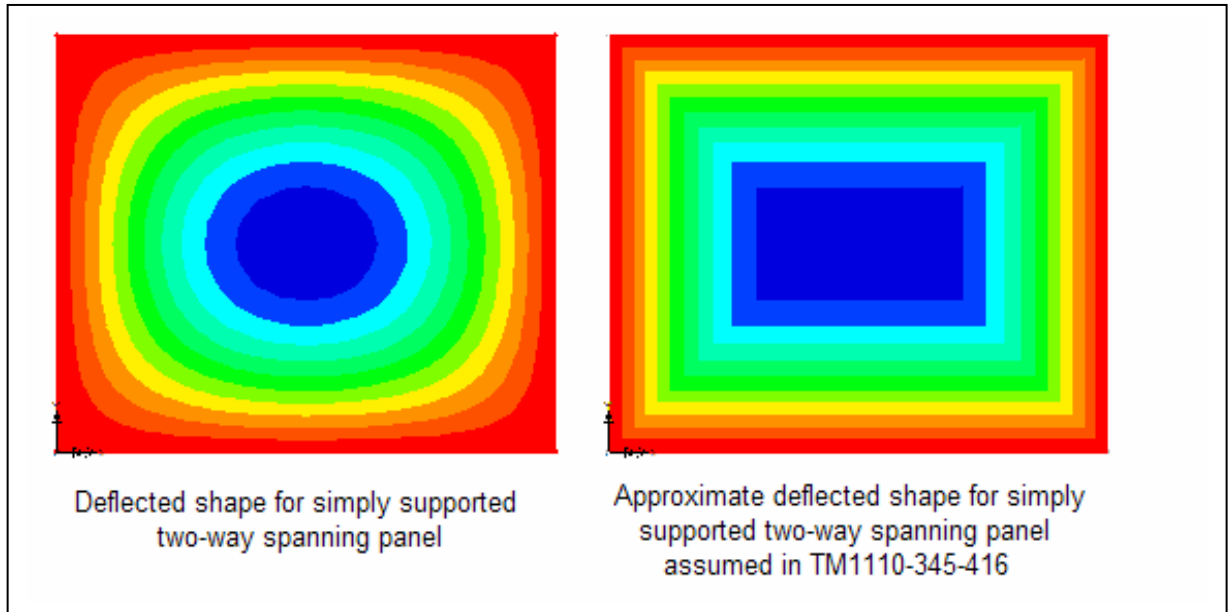 Deflected shape for simply supported
two-way spanning panel
Approximate deflected shape for simply
supported two-way spanning panel
assumed in TM1110-345-416